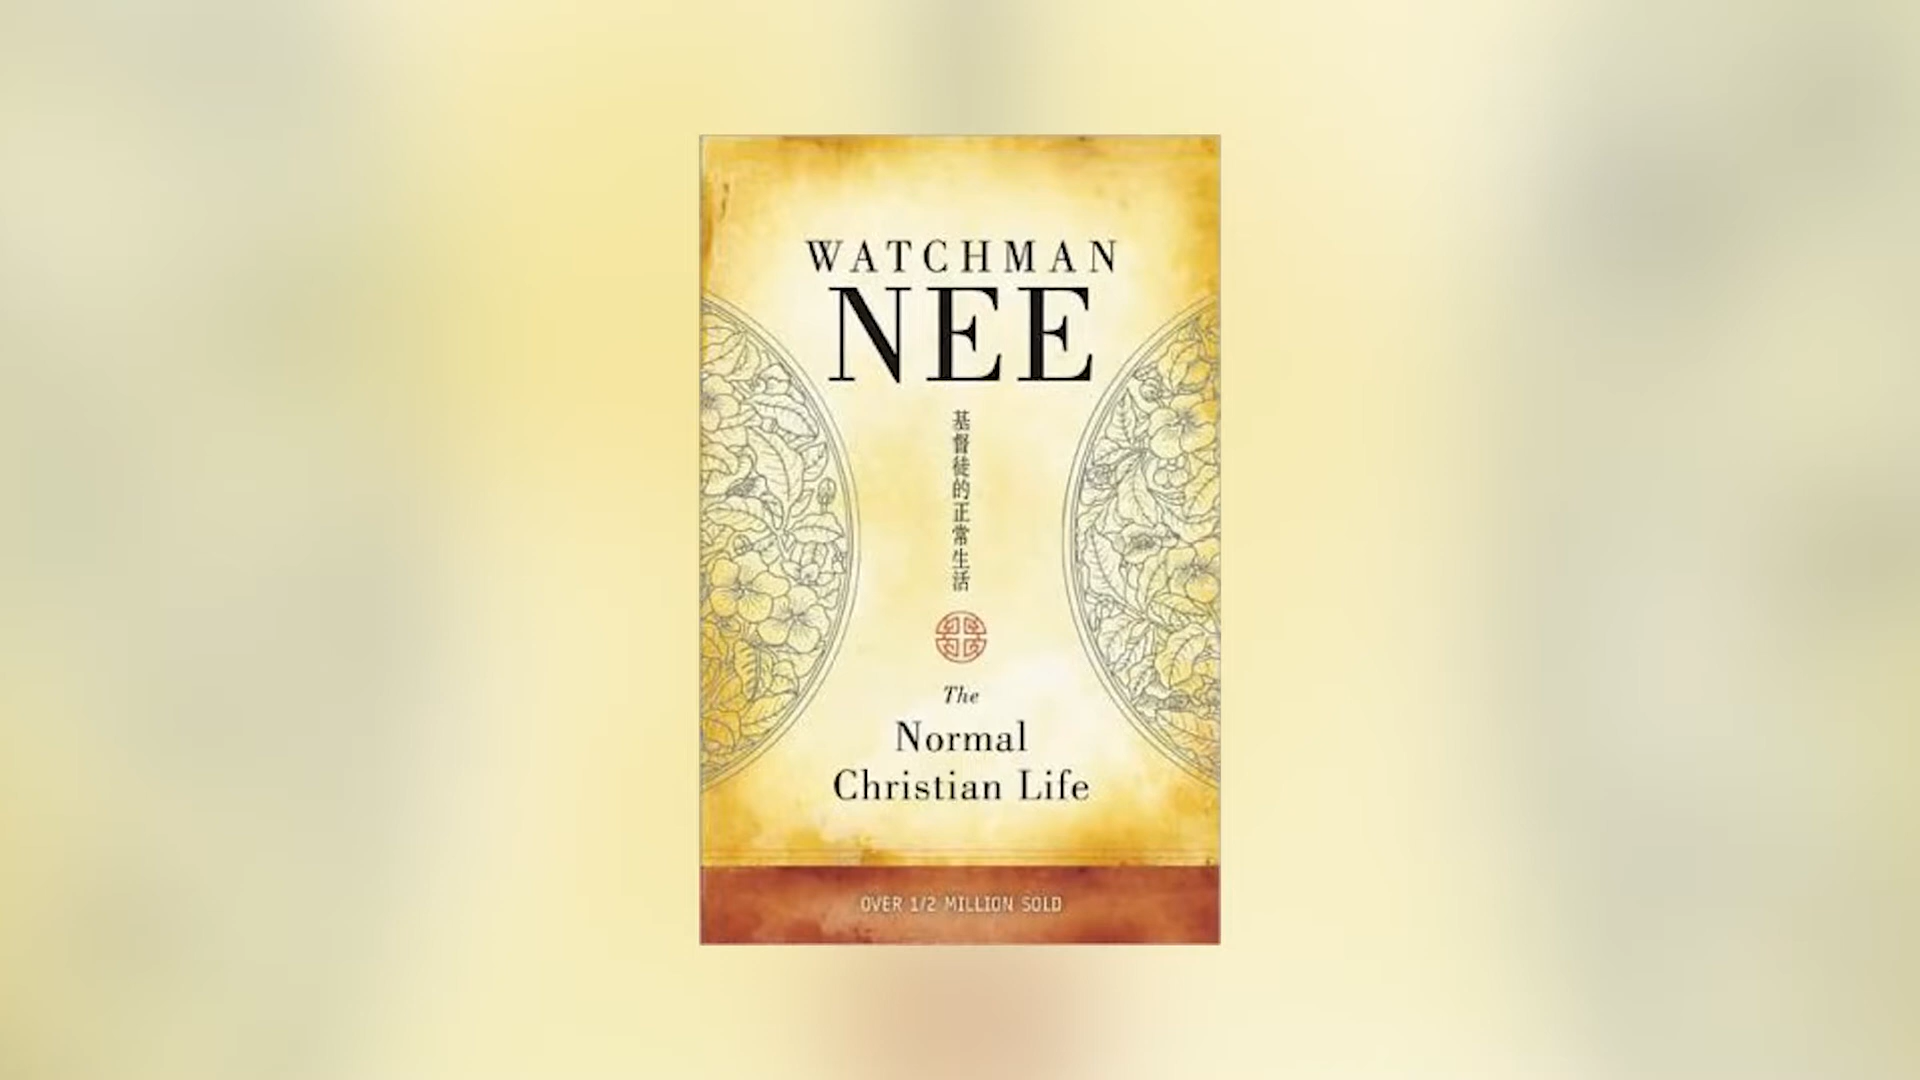 WATCHMAN
NEE
基督徒的正常生活
The
Normal
Christian Life
OVER 1/2 MILLION SOLD